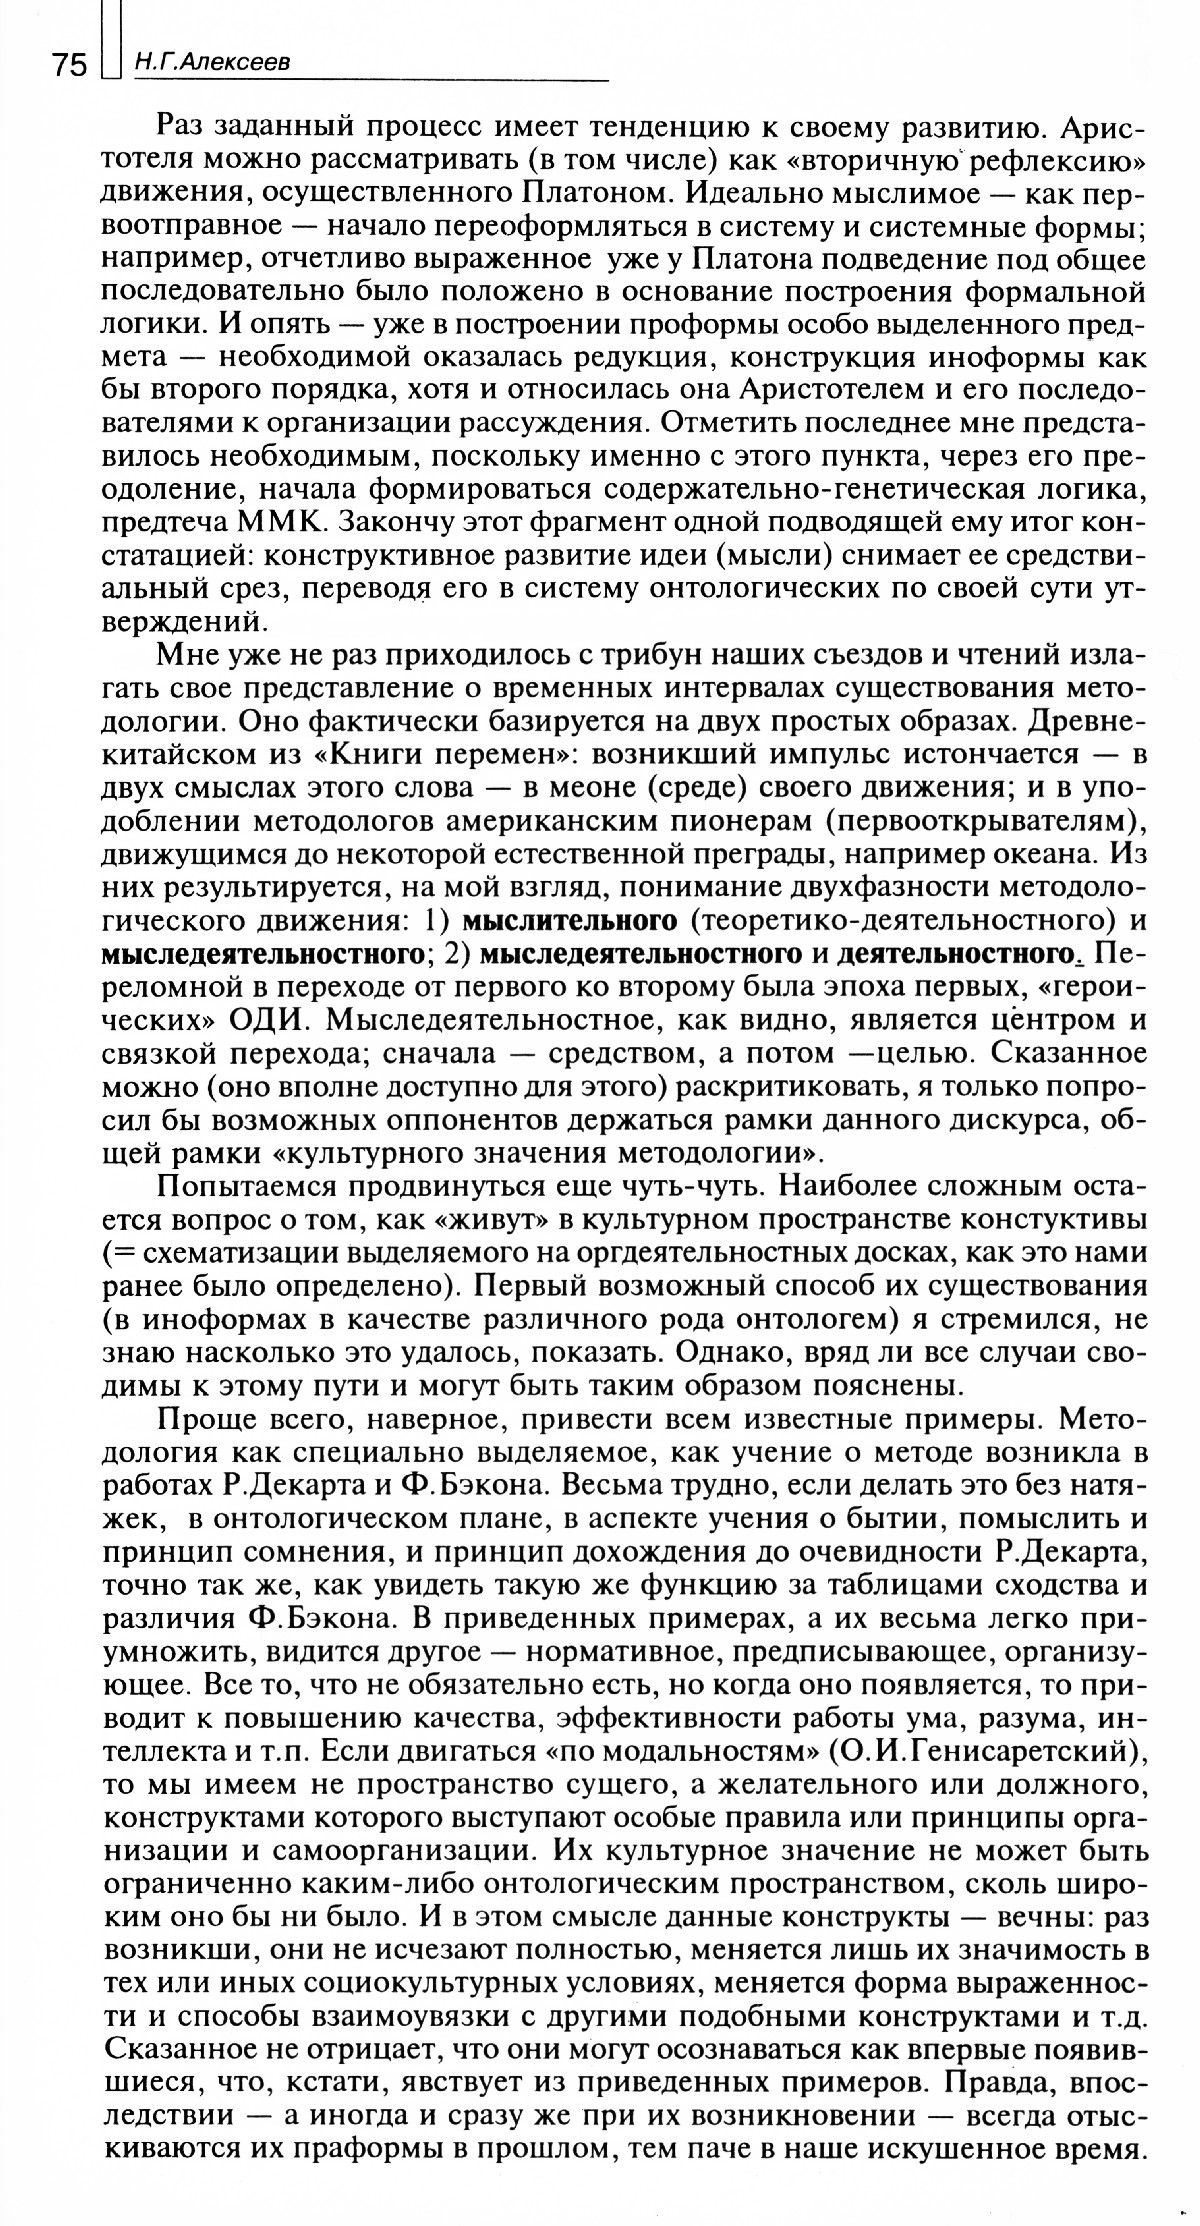 75 Н.Г.Алексеев
Раз заданный процесс имеет тенденцию к своему развитию. Арис-
тотеля можно рассматривать (в том числе) как «вторичную рефлексию»
движения, осуществленного Платоном. Идеально мыслимое — как пер-
воотправное — начало переоформляться в систему и системные формы;
например, отчетливо выраженное уже у Платона подведение под общее
последовательно было положено в основание построения формальной
логики. И опять — уже в построении проформы особо выделенного пред-
мета — необходимой оказалась редукция, конструкция иноформы как
бы второго порядка, хотя и относилась она Аристотелем и его последо-
вателями к организации рассуждения. Отметить последнее мне предста-
вилось необходимым, поскольку именно с этого пункта, через его пре-
одоление, начала формироваться содержательно-генетическая логика,
предтеча ММК. Закончу этот фрагмент одной подводящей ему итог кон-
статацией: конструктивное развитие идеи (мысли) снимает ее средстви-
альный срез, переводя его в систему онтологических по своей сути ут-
верждений.
Мне уже не раз приходилось с трибун наших съездов и чтений изла-
гать свое представление о временных интервалах существования мето-
дологии. Оно фактически базируется на двух простых образах. Древне-
китайском из «Книги перемен»: возникший импульс истончается — в
двух смыслах этого слова — в меоне (среде) своего движения; и в упо-
доблении методологов американским пионерам (первооткрывателям),
движущимся до некоторой естественной преграды, например океана. Из
них результируется, на мой взгляд, понимание двухфазности методоло-
гического движения: 1) мыслительного (теоретико-деятельностного) и
мыследеятельностного; 2) мыследеятельностного и деятельностного. Пе-
реломной в переходе от первого ко второму была эпоха первых, «герои-
ческих» ОДИ. Мыследеятельностное, как видно, является центром и
связкой перехода; сначала — средством, а потом —целью. Сказанное
можно (оно вполне доступно для этого) раскритиковать, я только попро-
сил бы возможных оппонентов держаться рамки данного дискурса, об-
щей рамки «культурного значения методологии».
Попытаемся продвинуться еще чуть-чуть. Наиболее сложным оста-
ется вопрос о том, как «живут» в культурном пространстве констуктивы
(= схематизации выделяемого на оргдеятельностных досках, как это нами
ранее было определено). Первый возможный способ их существования
(в иноформах в качестве различного рода онтологем) я стремился, не
знаю насколько это удалось, показать. Однако, вряд ли все случаи сво-
димы к этому пути и могут быть таким образом пояснены.
Проще всего, наверное, привести всем известные примеры. Мето-
дология как специально выделяемое, как учение о методе возникла в
работах Р.Декарта и Ф.Бэкона. Весьма трудно, если делать это без натя-
жек, в онтологическом плане, в аспекте учения о бытии, помыслить и
принцип сомнения, и принцип дохождения до очевидности Р.Декарта,
точно так же, как увидеть такую же функцию за таблицами сходства и
различия Ф.Бэкона. В приведенных примерах, а их весьма легко при-
умножить, видится другое — нормативное, предписывающее, организу-
ющее. Все то, что не обязательно есть, но когда оно появляется, то при-
водит к повышению качества, эффективности работы ума, разума, ин-
теллекта и т.п. Если двигаться «по модальностям» (О.И.Генисаретский),
то мы имеем не пространство сущего, а желательного или должного,
конструктами которого выступают особые правила или принципы орга-
низации и самоорганизации. Их культурное значение не может быть
ограниченно каким-либо онтологическим пространством, сколь широ-
ким оно бы ни было. И в этом смысле данные конструкты — вечны: раз
возникши, они не исчезают полностью, меняется лишь их значимость в
тех или иных социокультурных условиях, меняется форма выраженнос-
ти и способы взаимоувязки с другими подобными конструктами и т.д.
Сказанное не отрицает, что они могут осознаваться как впервые появив-
шиеся, что, кстати, явствует из приведенных примеров. Правда, впос-
ледствии — а иногда и сразу же при их возникновении — всегда отыс-
киваются их праформы в прошлом, тем паче в наше искушенное время.